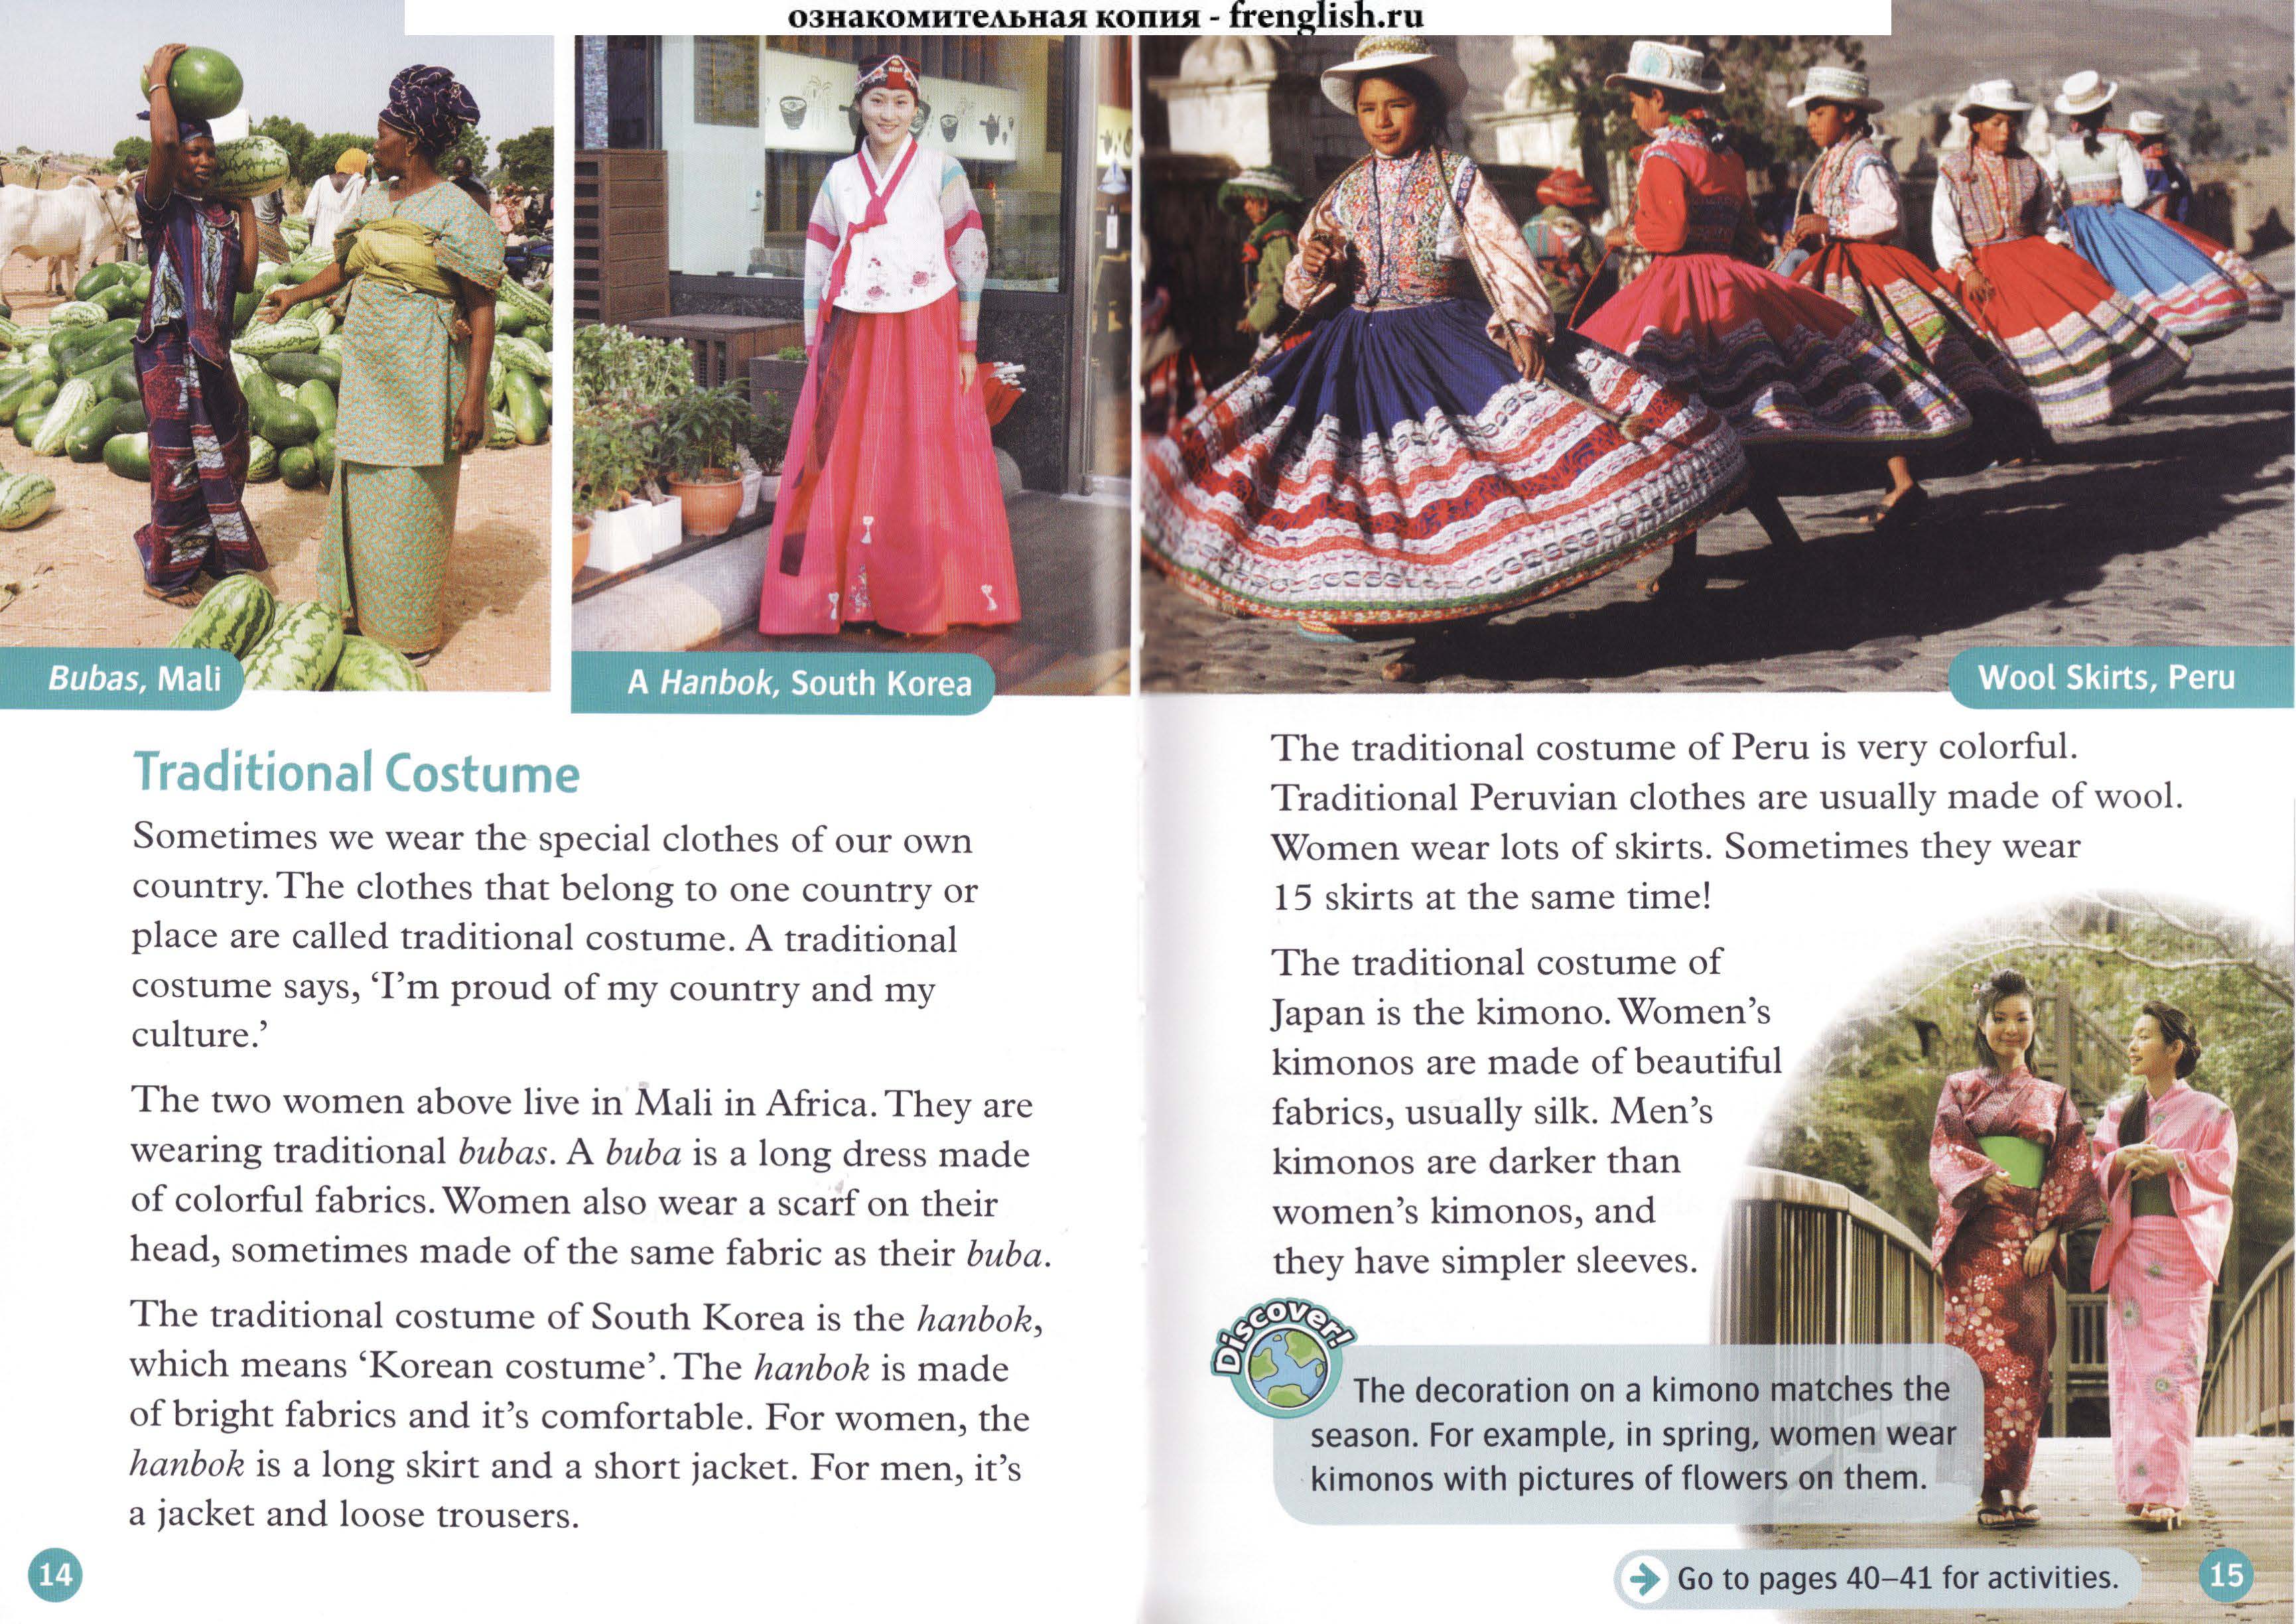 ознакомительная копия - frenglish.ru
Bubas, Mali
A Hanbok, South Korea
Wool Skirts, Peru
Traditional Costume
Sometimes we wear the special clothes of our own
country. The clothes that belong to one country or
place are called traditional costume. A traditional
costume says, ‘I’m proud of my country and my
culture.’
The two women above live in Mali in Africa. They are
wearing traditional bubas. A buba is a long dress made
of colorful fabrics. Women also wear a scarf on their
head, sometimes made of the same fabric as their buba.
The traditional costume of South Korea is the hanbok,
which means ‘Korean costume’. The hanbok is made
of bright fabrics and it’s comfortable. For women, the
hanbok is a long skirt and a short jacket. For men, it’s
a jacket and loose trousers.
14
The traditional costume of Peru is very colorful.
Traditional Peruvian clothes are usually made of wool.
Women wear lots of skirts. Sometimes they wear
15 skirts at the same time!
The traditional costume of
Japan is the kimono. Women’s
kimonos are made of beautiful
fabrics, usually silk. Men’s
kimonos are darker than
women’s kimonos, and
they have simpler sleeves.
Discover!
The decoration on a kimono matches the
season. For example, in spring, women wear
kimonos with pictures of flowers on them.
Go to pages 40–41 for activities.
15